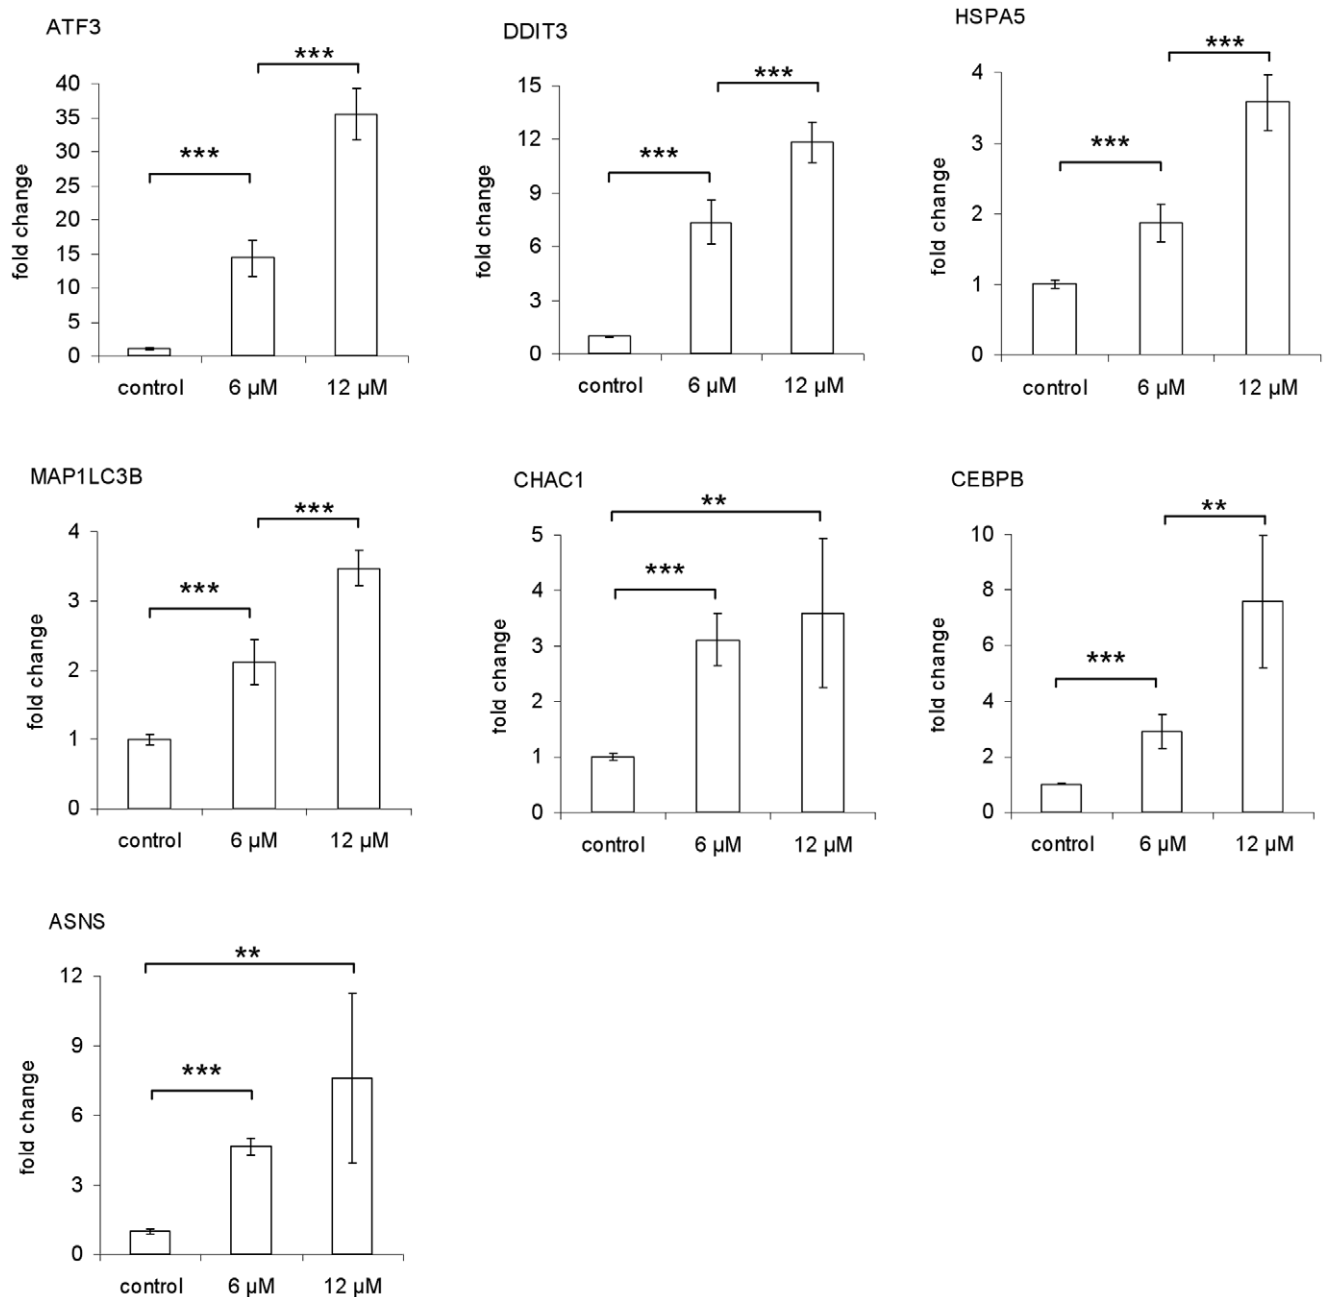 ATF3
***
***
40
35
30
25
20
15
10
5
0
fold change
control 6 µM 12 µM
DDIT3
***
***
15
12
9
6
3
0
fold change
control 6 µM 12 µM
HSPA5
***
***
4
3
2
1
0
fold change
control 6 µM 12 µM
MAP1LC3B
***
***
4
3
2
1
0
fold change
control 6 µM 12 µM
CHAC1
**
***
5
4
3
2
1
0
fold change
control 6 µM 12 µM
CEBPB
**
***
10
8
6
4
2
0
fold change
control 6 µM 12 µM
ASNS
**
***
12
9
6
3
0
fold change
control 6 µM 12 µM